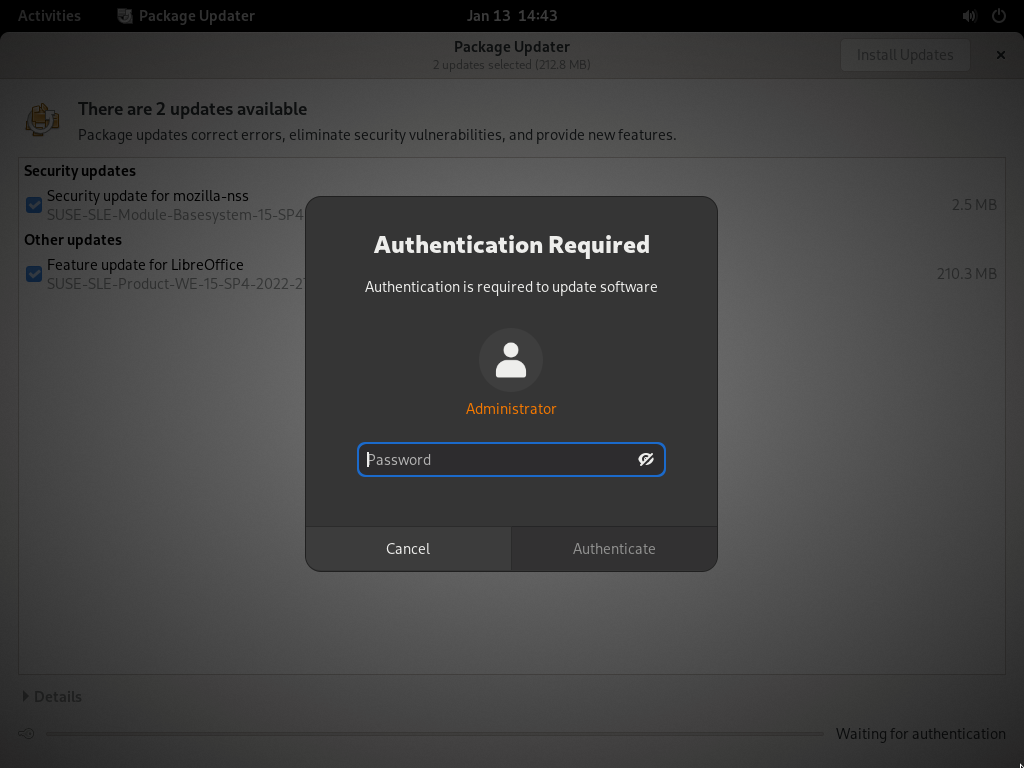 Activities
Package Updater
Jan 13 14:43
Package Updater
2 updates selected (212.8 MB)
Install Updates
There are 2 updates available
Package updates correct errors, eliminate security vulnerabilities, and provide new features.
Security updates
Security update for mozilla-nss
SUSE-SLE-Module-Basesystem-15-SP4
2.5 MB
Other updates
Feature update for LibreOffice
SUSE-SLE-Product-WE-15-SP4-2022-2
210.3 MB
Authentication Required
Authentication is required to update software
Administrator
Password
Cancel
Authenticate
Details
Waiting for authentication